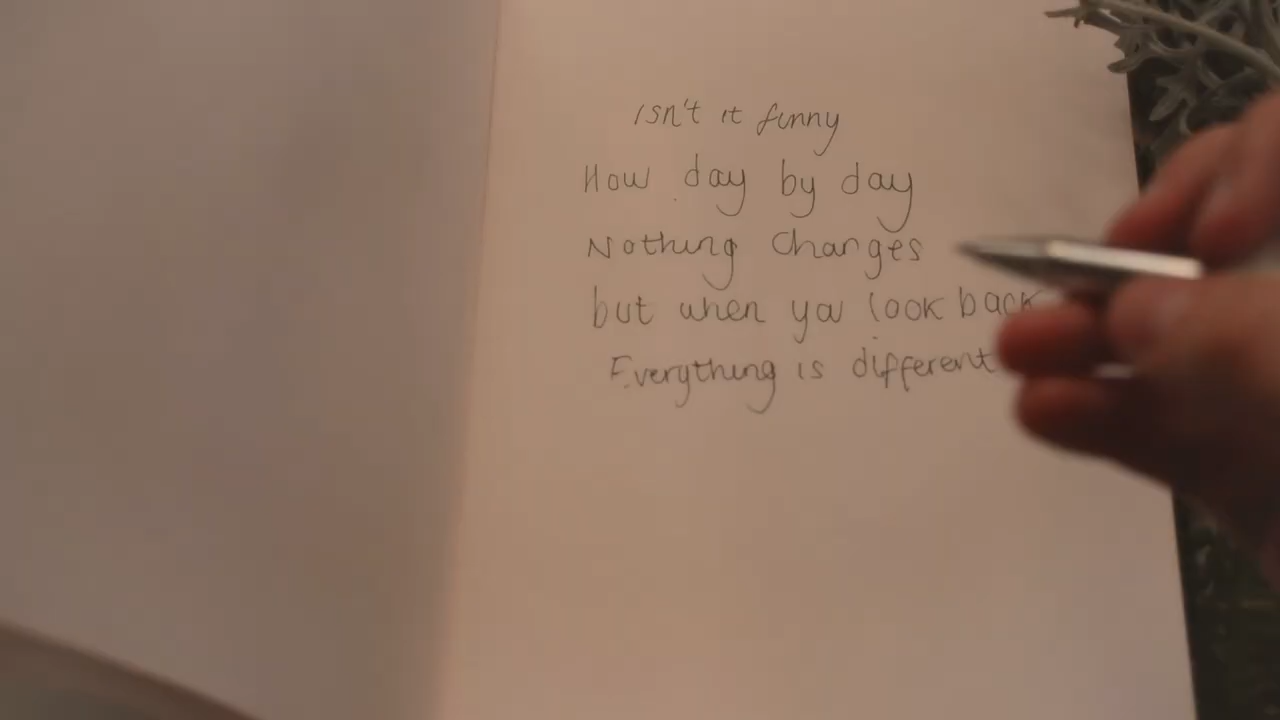 Isn't it funny
How day by day
Nothing Changes
but when you look back
Everything is different